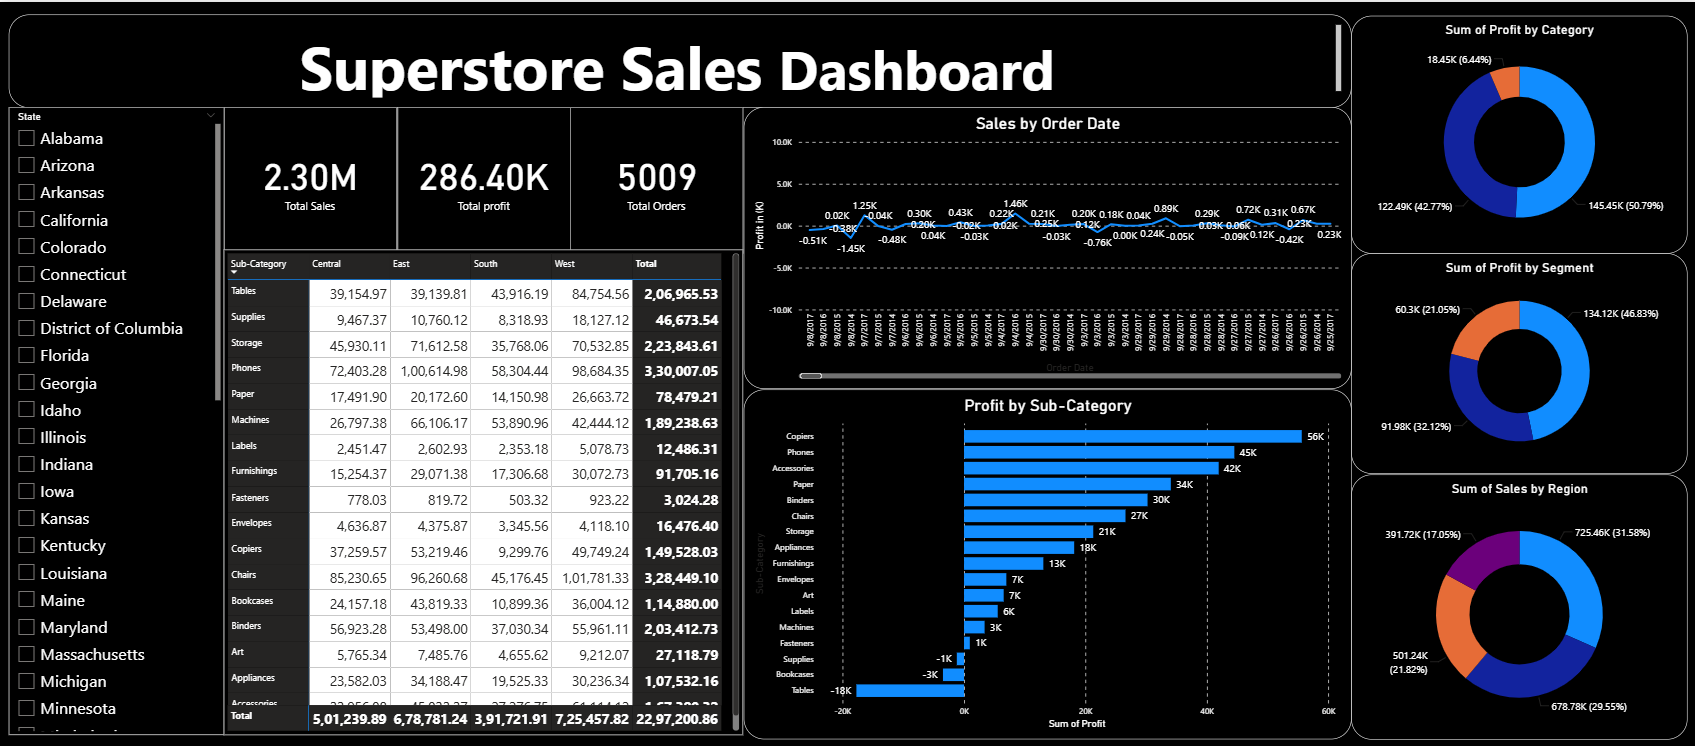 Superstore Sales Dashboard
State
Alabama
Arizona
Arkansas
California
Colorado
Connecticut
Delaware
District of Columbia
Florida
Georgia
Idaho
Illinois
Indiana
Iowa
Kansas
Kentucky
Louisiana
Maine
Maryland
Massachusetts
Michigan
Minnesota
2.30M
Total Sales
286.40K
Total profit
5009
Total Orders
Sub-Category Central East South West Total
Tables 39,154.97 39,139.81 43,916.19 84,754.56 2,06,965.53
Supplies 9,467.37 10,760.12 8,318.93 18,127.12 46,673.54
Storage 45,930.11 71,612.58 35,768.06 70,532.85 2,23,843.61
Phones 72,403.28 1,00,614.98 58,304.44 98,684.35 3,30,007.05
Paper 17,491.90 20,172.60 14,150.98 26,663.72 78,479.21
Machines 26,797.38 66,106.17 53,890.96 42,444.12 1,89,238.63
Labels 2,451.47 2,602.93 2,353.18 5,078.73 12,486.31
Furnishings 15,254.37 29,071.38 17,306.68 30,072.73 91,705.16
Fasteners 778.03 819.72 503.32 923.22 3,024.28
Envelopes 4,636.87 4,375.87 3,345.56 4,118.10 16,476.40
Copiers 37,259.57 53,219.46 9,299.76 49,749.24 1,49,528.03
Chairs 85,230.65 96,260.68 45,176.45 1,01,781.33 3,28,449.10
Bookcases 24,157.18 43,819.33 10,899.36 36,004.12 1,14,880.00
Binders 56,923.28 53,498.00 37,030.34 55,961.11 2,03,412.73
Art 5,765.34 7,485.76 4,655.62 9,212.07 27,118.79
Appliances 23,582.03 34,188.47 19,525.33 30,236.34 1,07,532.16
Accessories
Total 5,01,239.89 6,78,781.24 3,91,721.91 7,25,457.82 22,97,200.86
Sales by Order Date
Profit in (K)
10.0K
5.0K
0.0K
-5.0K
-10.0K
-0.51K
0.02K
-0.38K
-1.45K
1.25K
-0.04K
-0.48K
0.30K
0.20K
0.04K
0.43K
-0.02K
-0.03K
0.22K
0.02K
1.46K
0.21K
0.25K
-0.03K
0.20K
0.12K
-0.76K
0.18K
0.00K
0.04K
0.24K
0.89K
-0.05K
0.29K
0.03K
0.06K
-0.09K
0.72K
0.12K
0.31K
-0.42K
0.67K
0.23K
0.23K
9/8/2017
9/8/2016
9/8/2015
9/8/2014
9/7/2017
9/7/2015
9/7/2014
9/6/2017
9/6/2015
9/6/2014
9/5/2017
9/5/2016
9/5/2015
9/4/2017
9/4/2016
9/4/2015
9/30/2017
9/30/2015
9/30/2014
9/3/2017
9/3/2016
9/3/2015
9/3/2014
9/29/2017
9/29/2016
9/29/2015
9/29/2014
9/28/2017
9/28/2015
9/28/2014
9/27/2017
9/27/2015
9/27/2014
9/26/2017
9/26/2016
9/26/2015
9/26/2014
9/25/2017
Order Date
Profit by Sub-Category
Sub-Category
Copiers 56K
Phones 45K
Accessories 42K
Paper 34K
Binders 30K
Chairs 27K
Storage 21K
Appliances 18K
Furnishings 13K
Envelopes 7K
Art 7K
Labels 6K
Machines 3K
Fasteners 1K
Supplies -1K
Bookcases -3K
Tables -18K
-20K 0K 20K 40K 60K
Sum of Profit
Sum of Profit by Category
18.45K (6.44%)
122.49K (42.77%)
145.45K (50.79%)
Sum of Profit by Segment
60.3K (21.05%)
134.12K (46.83%)
91.98K (32.12%)
Sum of Sales by Region
391.72K (17.05%)
725.46K (31.58%)
501.24K
(21.82%)
678.78K (29.55%)